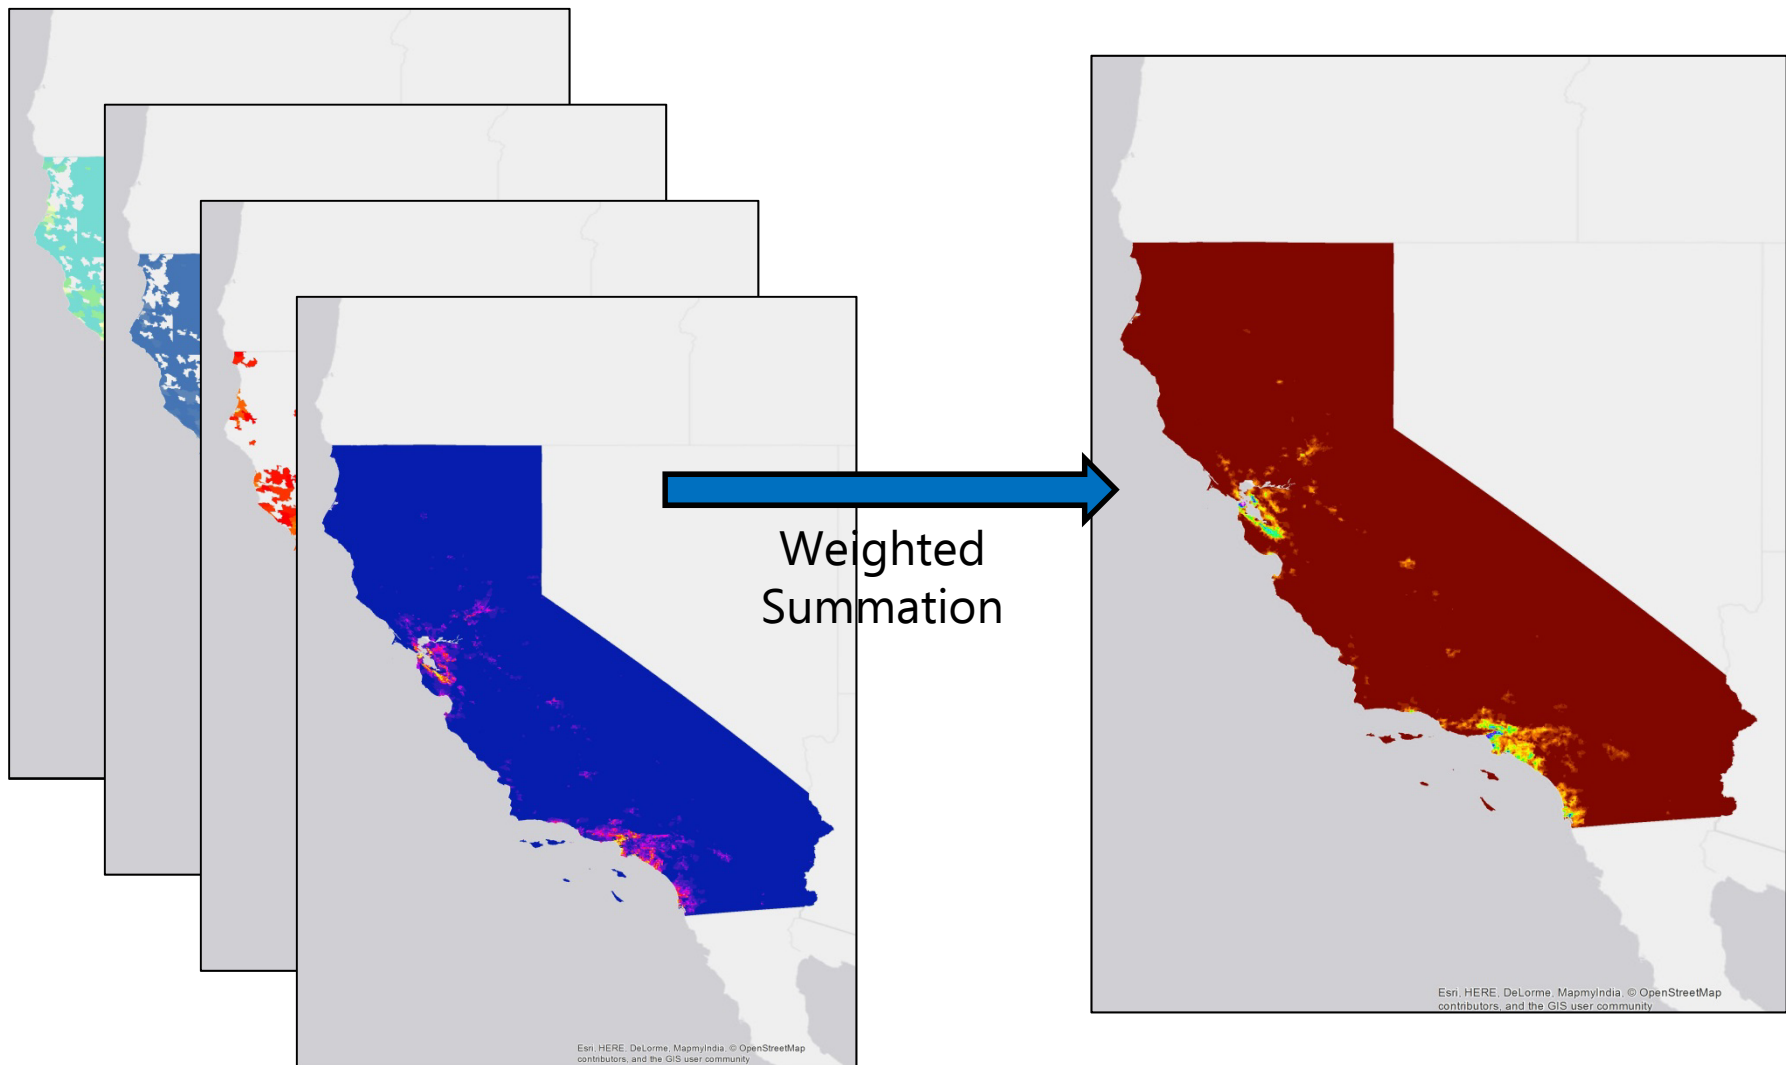 Weighted
Summation
Esri, HERE, DeLorme, MapmyIndia, © OpenStreetMap
contributors, and the GIS user community
Esri, HERE, DeLorme, MapmyIndia, © OpenStreetMap
contributors, and the GIS user community